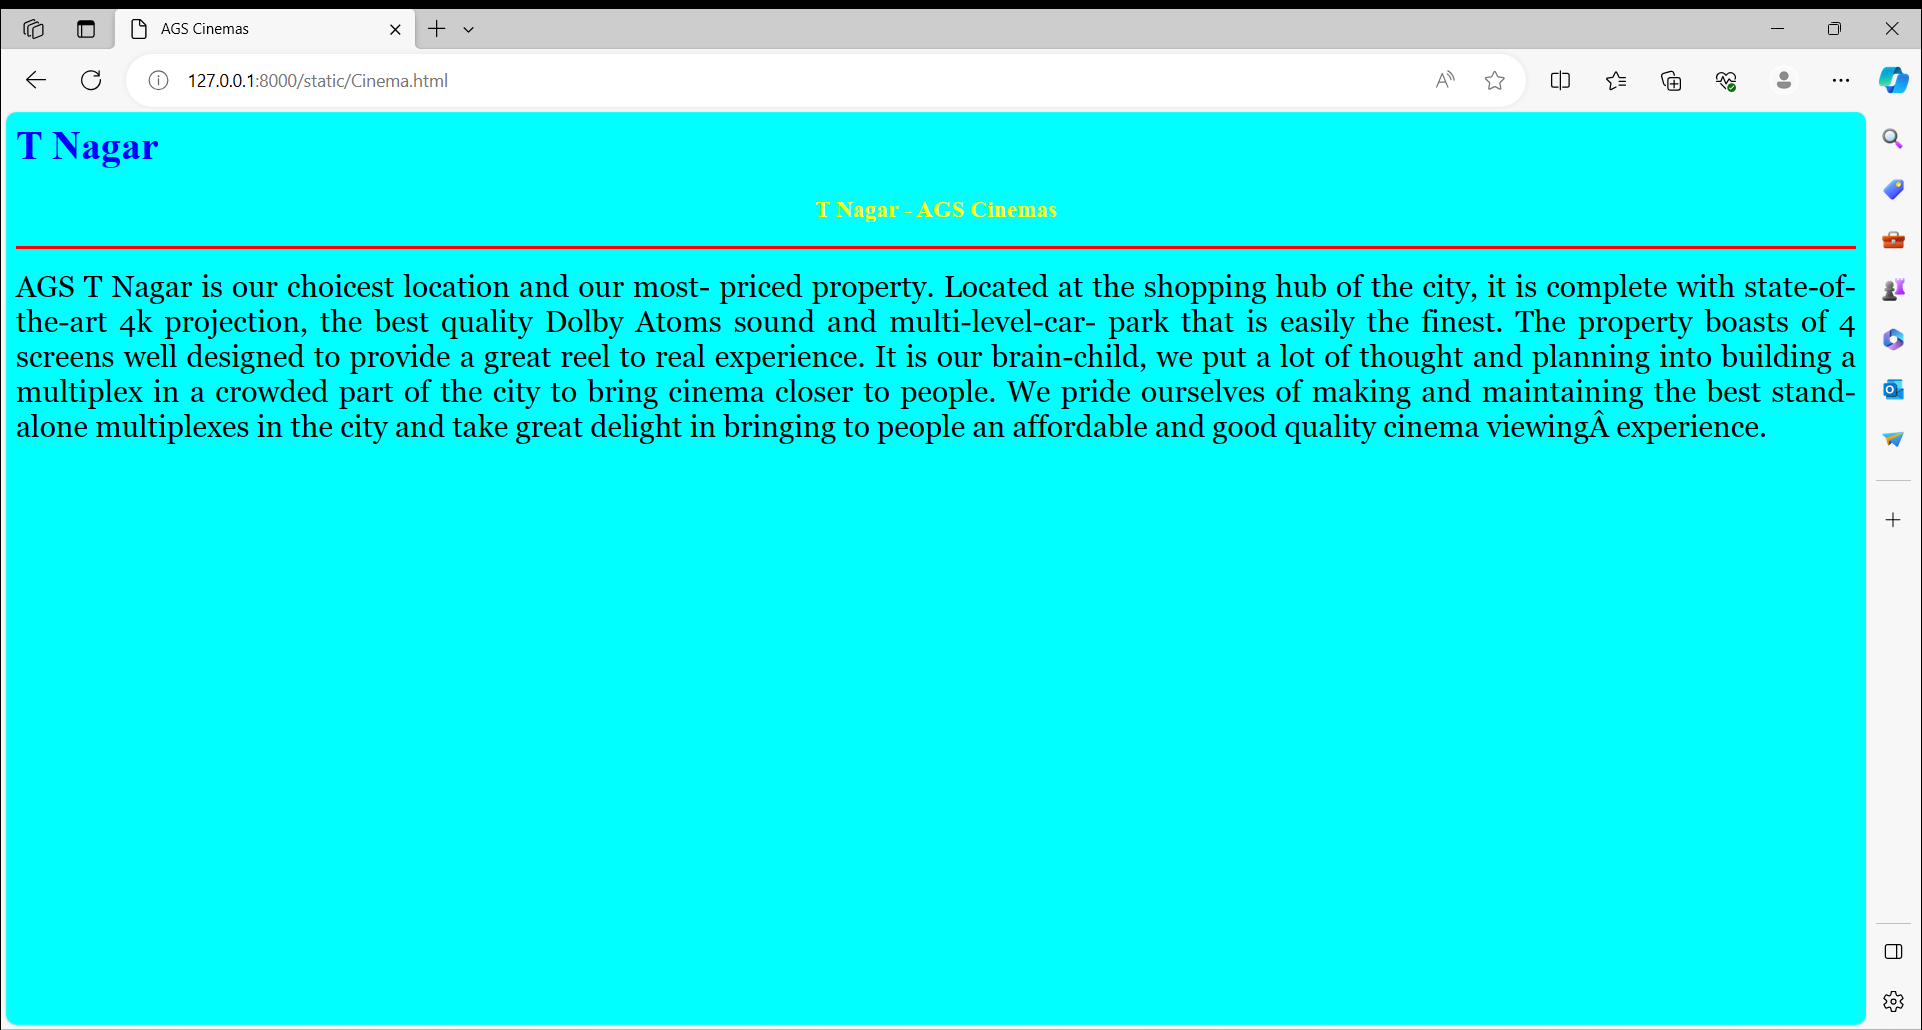 AGS Cinemas
127.0.0.1:8000/static/Cinema.html
T Nagar
T Nagar - AGS Cinemas
AGS T Nagar is our choicest location and our most- priced property. Located at the shopping hub of the city, it is complete with state-of-
the-art 4k projection, the best quality Dolby Atoms sound and multi-level-car- park that is easily the finest. The property boasts of 4
screens well designed to provide a great reel to real experience. It is our brain-child, we put a lot of thought and planning into building a
multiplex in a crowded part of the city to bring cinema closer to people. We pride ourselves of making and maintaining the best stand-
alone multiplexes in the city and take great delight in bringing to people an affordable and good quality cinema viewingÂ experience.